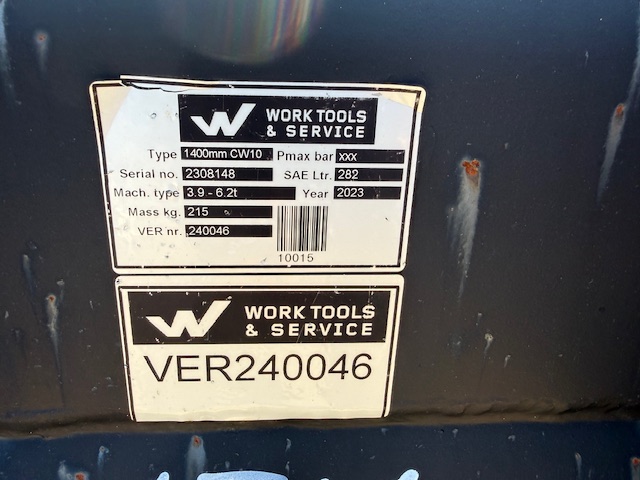 W WORK TOOLS
& SERVICE
Type 1400mm CW10 Pmax bar xxx
Serial no. 2308148 SAE Ltr. 282
Mach. type 3.9 - 6.2t Year 2023
Mass kg. 215
VER nr. 240046
10015
W WORK TOOLS
& SERVICE
VER240046